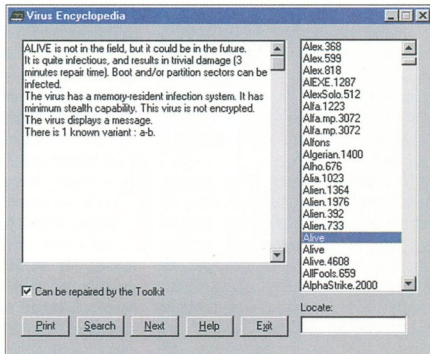 Virus Encyclopedia
ALIVE is not in the field, but it could be in the future.
It is quite infectious, and results in trivial damage (3
minutes repair time). Boot and/or partition sectors can be
infected.
The virus has a memory-resident infection system. It has
minimum stealth capability. This virus is not encrypted.
The virus displays a message.
There is 1 known variant : a-b.
Alex.368
Alex.599
Alex.818
AlEXE.1287
AlexSolo.512
Alfa.1223
Alfa.mp.3072
Alfa.mp.3072
Alfons
Algerian.1400
Alho.676
Alia.1023
Alien.1364
Alien.1976
Alien.392
Alien.733
Alive
Alive
Alive.4608
AllFools.659
AlphaStrike.2000
Can be repaired by the Toolkit
Locate:
Print Search Next Help Exit